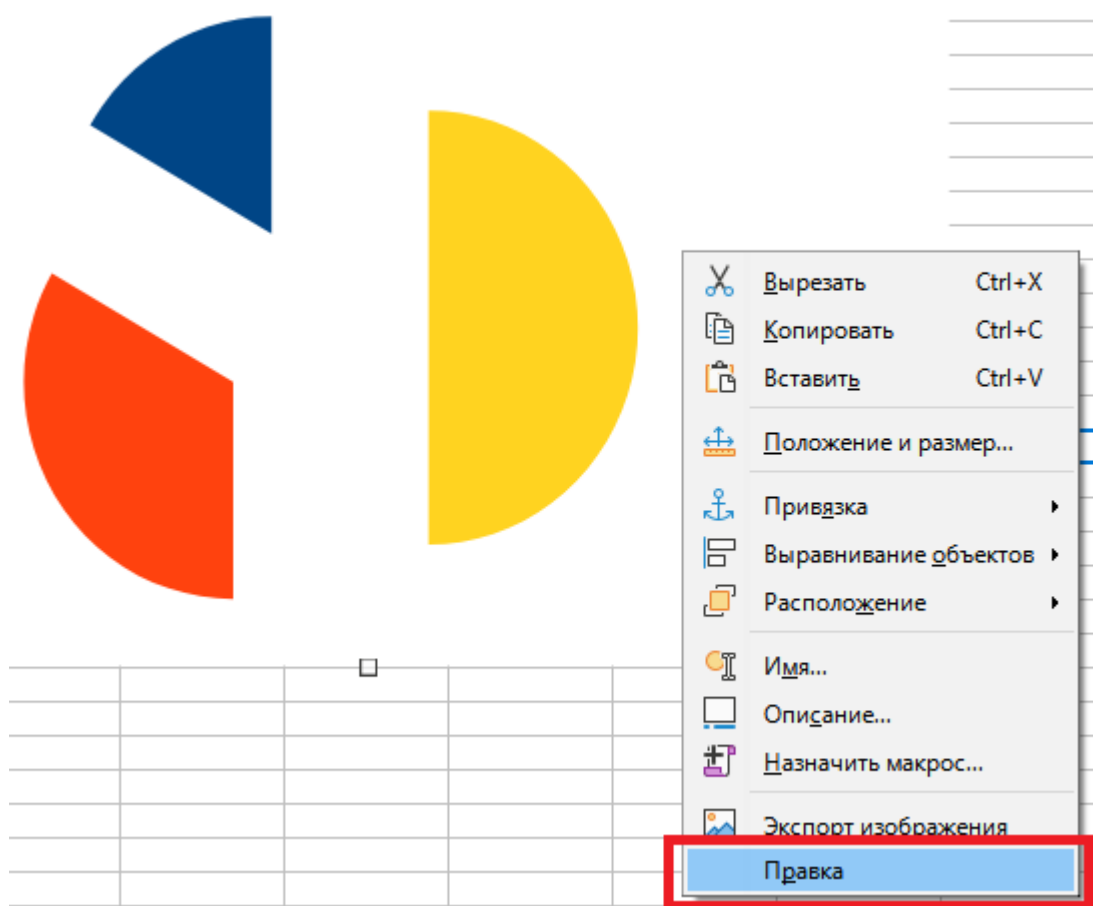 Вырезать Ctrl+X
Копировать Ctrl+C
Вставить Ctrl+V
Положение и размер...
Привязка
Выравнивание объектов
Расположение
Имя...
Описание...
Назначить макрос...
Экспорт изображения
Правка